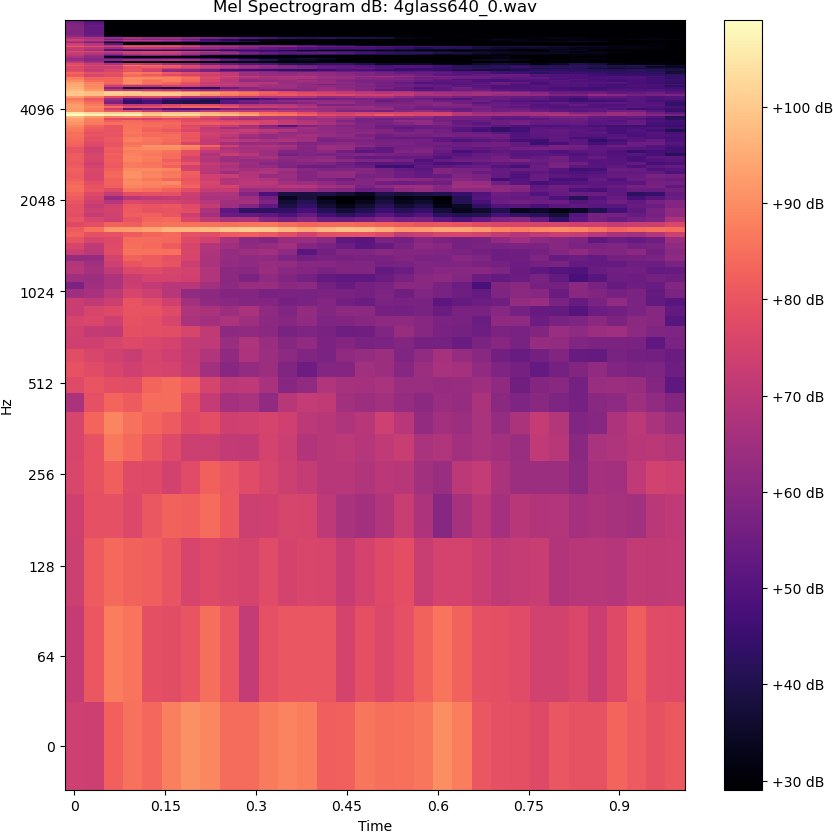 Mel Spectrogram dB: 4glass640_0.wav
Hz
4096
2048
1024
512
256
128
64
0
0
0.15
0.3
0.45
0.6
0.75
0.9
Time
+100 dB
+90 dB
+80 dB
+70 dB
+60 dB
+50 dB
+40 dB
+30 dB